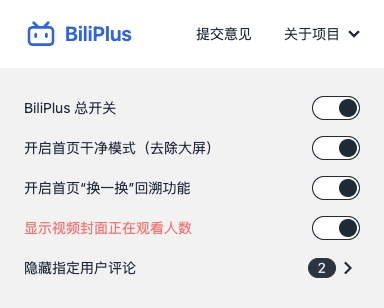 BiliPlus
提交意见
关于项目
BiliPlus 总开关
开启首页干净模式（去除大屏）
开启首页“换一换”回溯功能
显示视频封面正在观看人数
隐藏指定用户评论
2